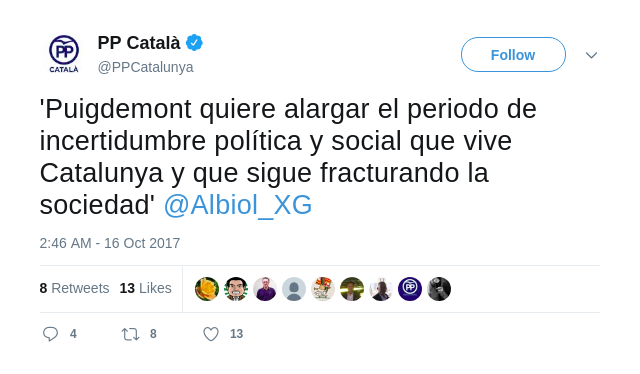 PP Català
@PPCatalunya
CATALÀ
Follow
'Puigdemont quiere alargar el periodo de
incertidumbre política y social que vive
Catalunya y que sigue fracturando la
sociedad' @Albiol_XG
2:46 AM - 16 Oct 2017
8 Retweets 13 Likes
4 8 13